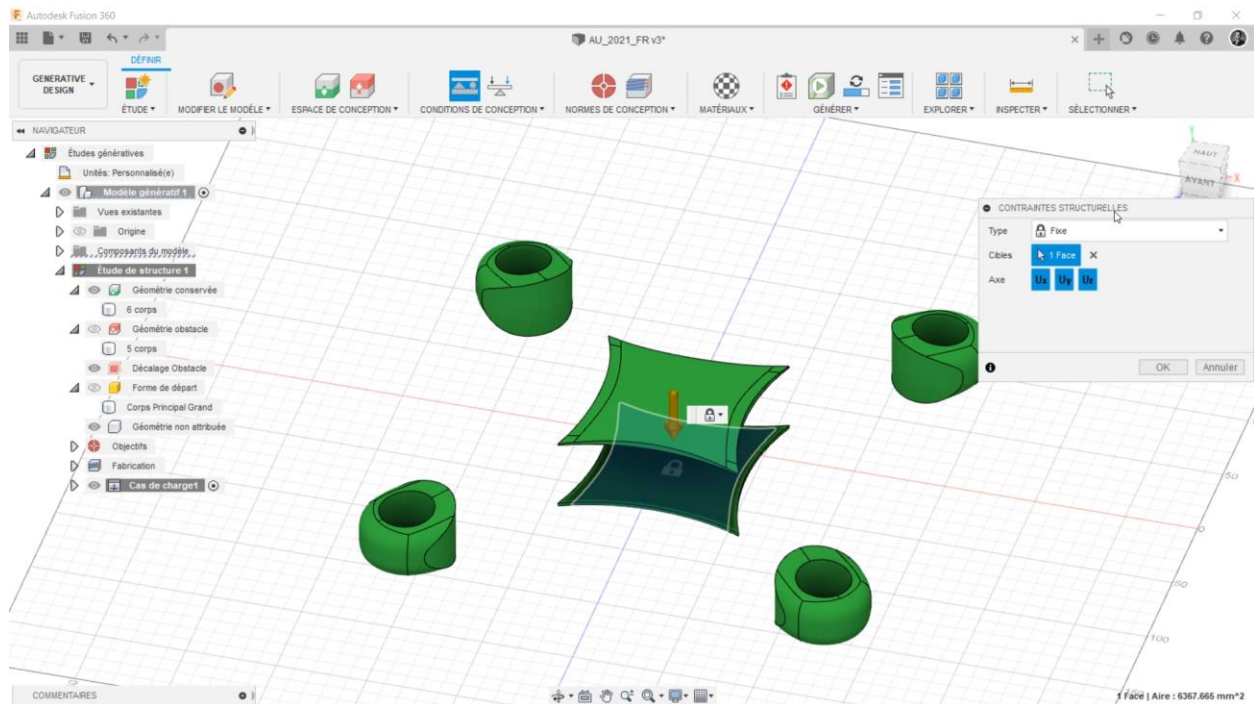 Autodesk Fusion 360
AU_2021_FR v3*
DÉFINIR
GENERATIVE DESIGN
ÉTUDE
MODIFIER LE MODÈLE
ESPACE DE CONCEPTION
CONDITIONS DE CONCEPTION
NORMES DE CONCEPTION
MATÉRIAUX
GÉNÉRER
EXPLORER
INSPECTER
SÉLECTIONNER
NAVIGATEUR
Études génératives
Unités: Personnalisé(e)
Modèle génératif 1
Vues existantes
Origine
Composants du modèle
Étude de structure 1
Géométrie conservée
6 corps
Géométrie obstacle
5 corps
Décalage Obstacle
Forme de départ
Corps Principal Grand
Géométrie non attribuée
Objectifs
Fabrication
Cas de charge1
HAUT
AVANT
X
CONTRAINTES STRUCTURELLES
Type Fixe
Cibles 1 Face
Axe Ux Uy Uz
OK Annuler
50
0
50
100
COMMENTAIRES
1 Face | Aire : 6367.665 mm^2